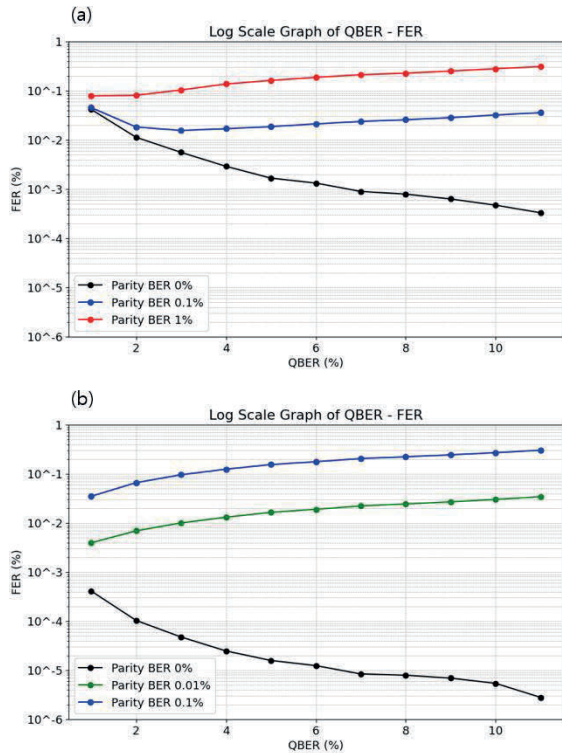 (a)
Log Scale Graph of QBER - FER
1
10^-1
10^-2
10^-3
10^-4
10^-5
10^-6
FER (%)
Parity BER 0%
Parity BER 0.1%
Parity BER 1%
2 4 6 8 10
QBER (%)
(b)
Log Scale Graph of QBER - FER
1
10^-1
10^-2
10^-3
10^-4
10^-5
10^-6
FER (%)
Parity BER 0%
Parity BER 0.01%
Parity BER 0.1%
2 4 6 8 10
QBER (%)